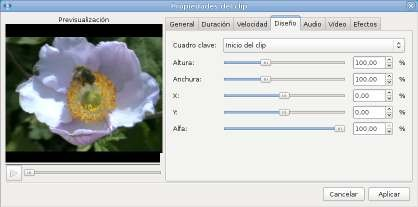 Propiedades del clip
Previsualización
General Duración Velocidad Diseño Audio Vídeo Efectos
Cuadro clave: Inicio del clip
Altura: 100,00 %
Anchura: 100,00 %
X: 0,00 %
Y: 0,00 %
Alfa: 100,00 %
Cancelar Aplicar